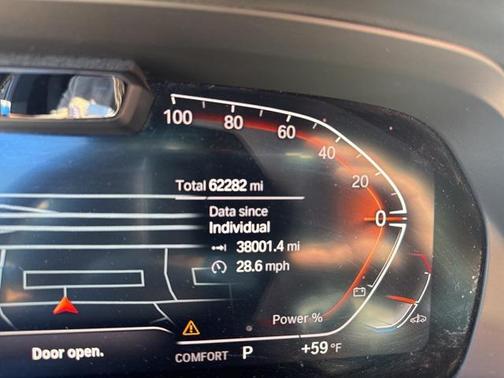 100 80 60 40 20 0
Total 62282 mi
Data since
Individual
38001.4 mi
28.6 mph
Power %
Door open.
COMFORT P +59 °F